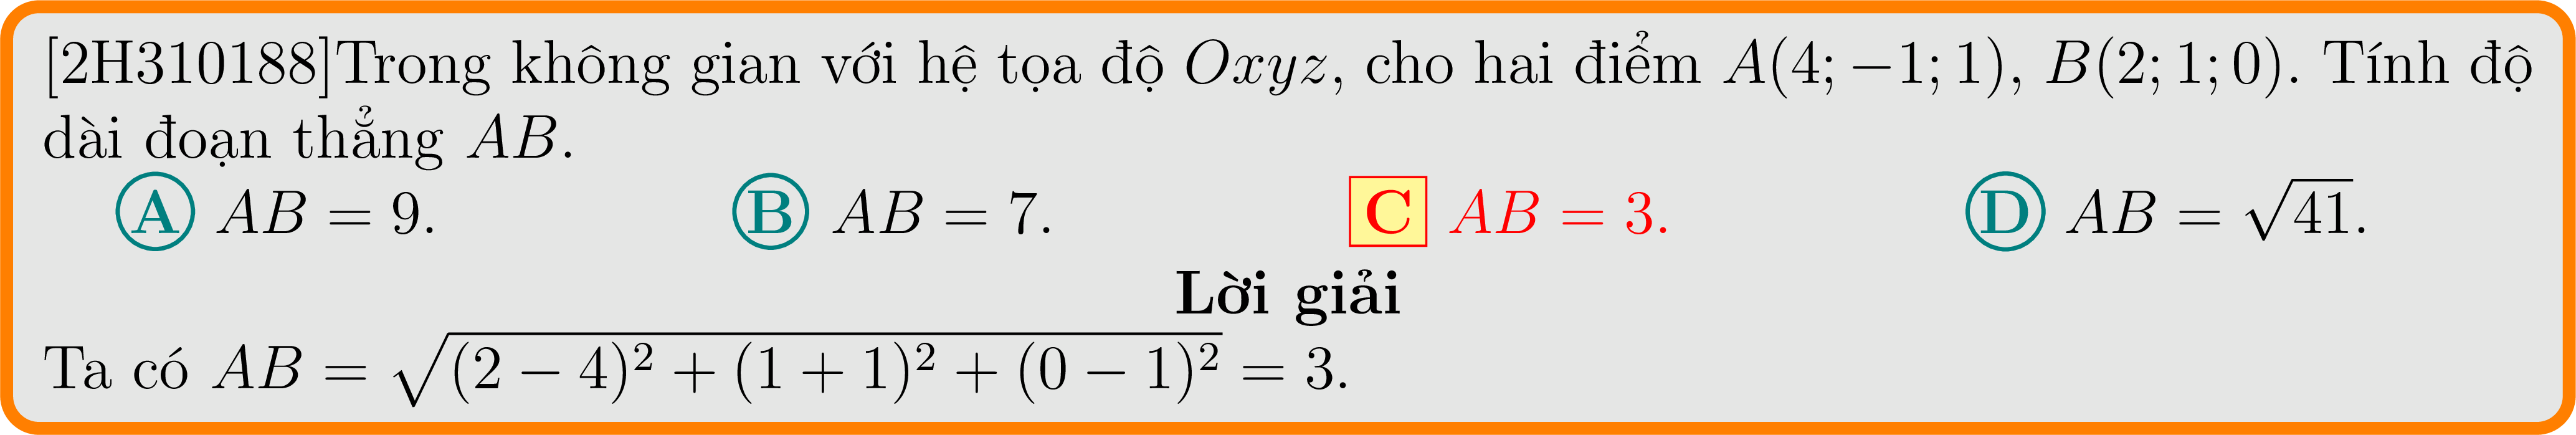 [2H310188]Trong không gian với hệ tọa độ Oxyz, cho hai điểm A(4; −1; 1), B(2; 1; 0). Tính độ
dài đoạn thẳng AB.
A AB = 9. B AB = 7. C AB = 3. D AB = √41.
Lời giải
Ta có AB = √(2 − 4)² + (1 + 1)² + (0 − 1)² = 3.